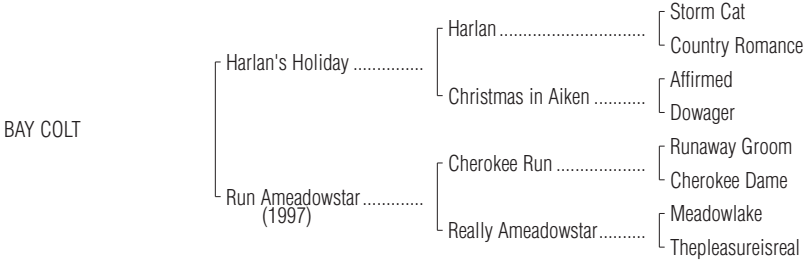 Storm Cat
Harlan ..............................
Country Romance
Harlan's Holiday ...............
Affirmed
Christmas in Aiken ...........
Dowager
BAY COLT
Runaway Groom
Cherokee Run ...................
Cherokee Dame
Run Ameadowstar .............
(1997)
Meadowlake
Really Ameadowstar..........
Thepleasureisreal